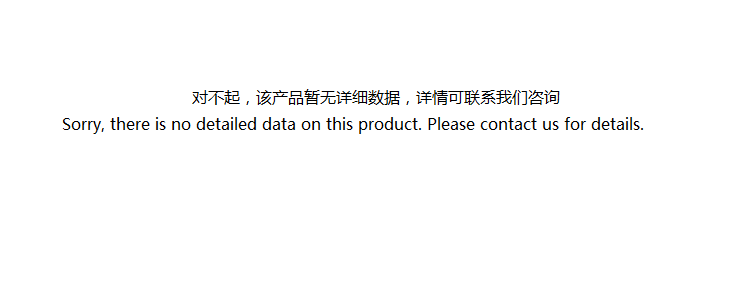 对不起，该产品暂无详细数据，详情可联系我们咨询
Sorry, there is no detailed data on this product. Please contact us for details.